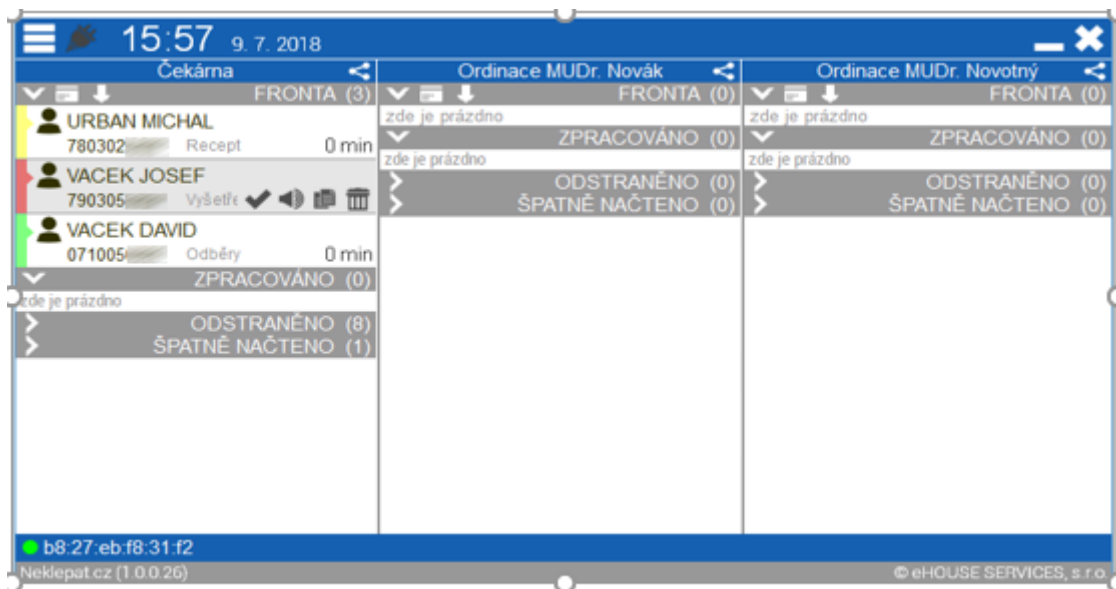 15:57 9. 7. 2018
Čekárna
FRONTA (3)
URBAN MICHAL
780302 Recept 0 min
VACEK JOSEF
790305 Vyšetře
VACEK DAVID
071005 Odběry 0 min
ZPRACOVÁNO (0)
zde je prázdno
ODSTRANĚNO (8)
ŠPATNĚ NAČTENO (1)
Ordinace MUDr. Novák
FRONTA (0)
zde je prázdno
ZPRACOVÁNO (0)
zde je prázdno
ODSTRANĚNO (0)
ŠPATNĚ NAČTENO (0)
Ordinace MUDr. Novotný
FRONTA (0)
zde je prázdno
ZPRACOVÁNO (0)
zde je prázdno
ODSTRANĚNO (0)
ŠPATNĚ NAČTENO (0)
b8:27:eb:f8:31:f2
Neklepat.cz (1.0.0.26)
© eHOUSE SERVICES, s.r.o.